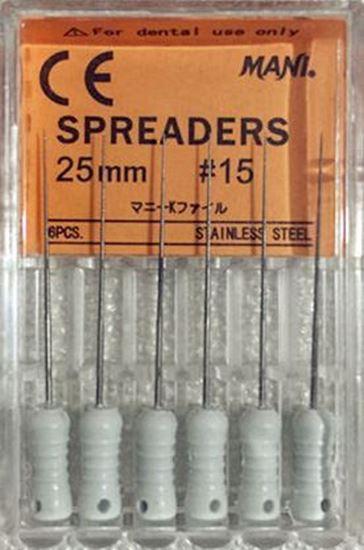 ⚠For dental use only
CE MANI.
SPREADERS
25mm #15
マニーKファイル
6PCS. STAINLESS STEEL